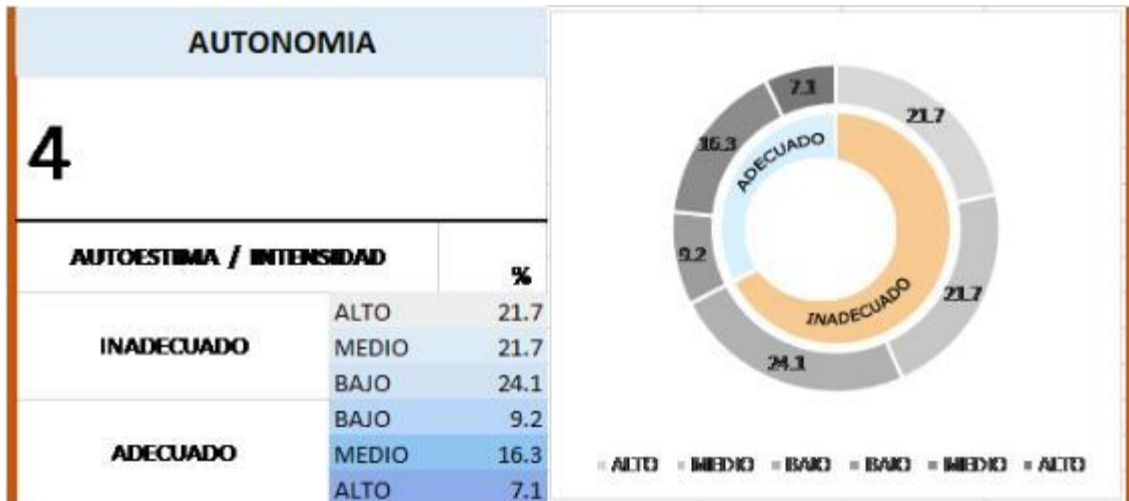 AUTONOMIA
4
AUTOESTIMA / INTENSIDAD %
INADECUADO
ALTO 21.7
MEDIO 21.7
BAJO 24.1
ADECUADO
BAJO 9.2
MEDIO 16.3
ALTO 7.1
7.1
21.7
16.3
ADECUADO
9.2
21.7
INADECUADO
24.1
ALTO MEDIO BAJO BAJO MEDIO ALTO